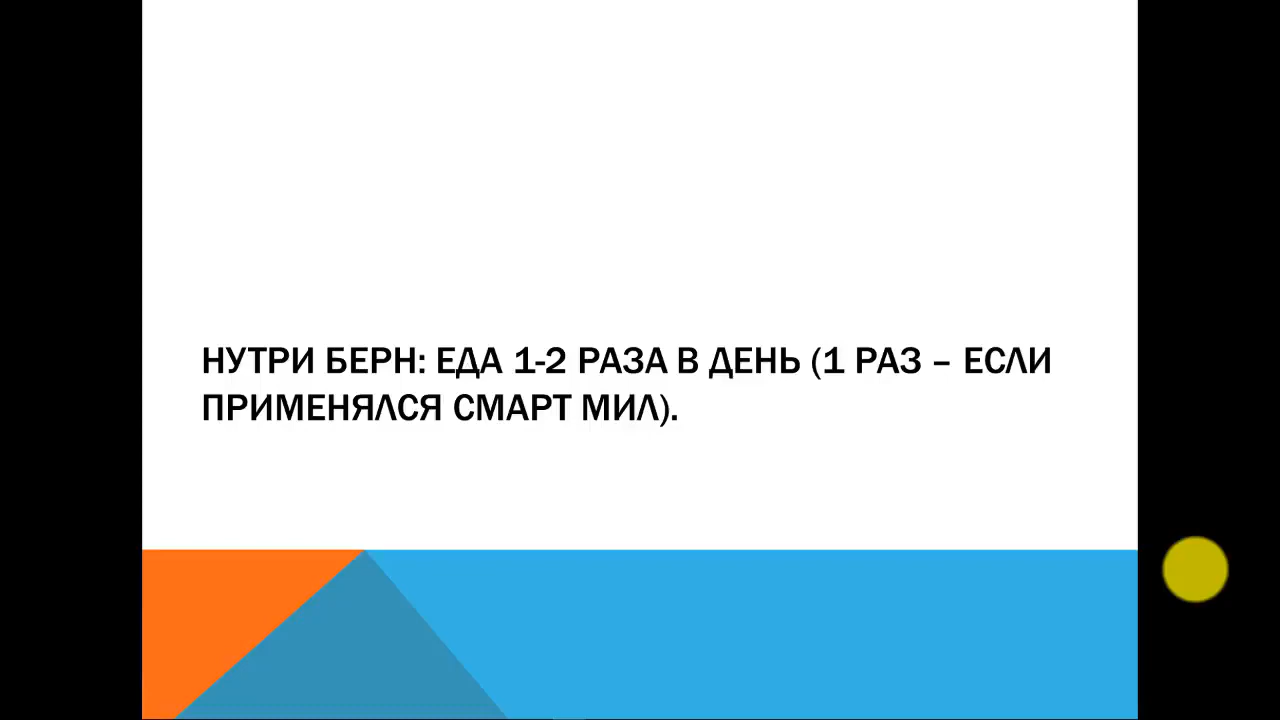 НУТРИ БЕРН: ЕДА 1-2 РАЗА В ДЕНЬ (1 РАЗ – ЕСЛИ
ПРИМЕНЯЛСЯ СМАРТ МИЛ).